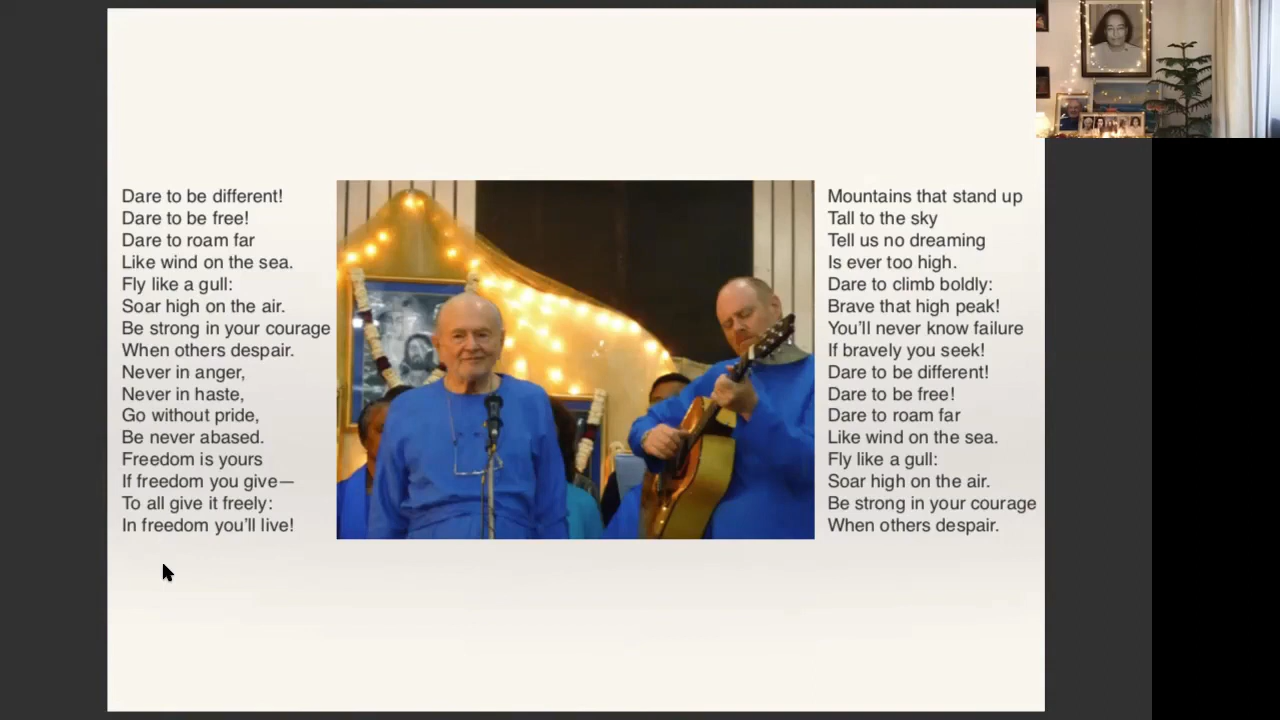 Dare to be different!
Dare to be free!
Dare to roam far
Like wind on the sea.
Fly like a gull:
Soar high on the air.
Be strong in your courage
When others despair.
Never in anger,
Never in haste,
Go without pride,
Be never abased.
Freedom is yours
If freedom you give—
To all give it freely:
In freedom you’ll live!
Mountains that stand up
Tall to the sky
Tell us no dreaming
Is ever too high.
Dare to climb boldly:
Brave that high peak!
You’ll never know failure
If bravely you seek!
Dare to be different!
Dare to be free!
Dare to roam far
Like wind on the sea.
Fly like a gull:
Soar high on the air.
Be strong in your courage
When others despair.